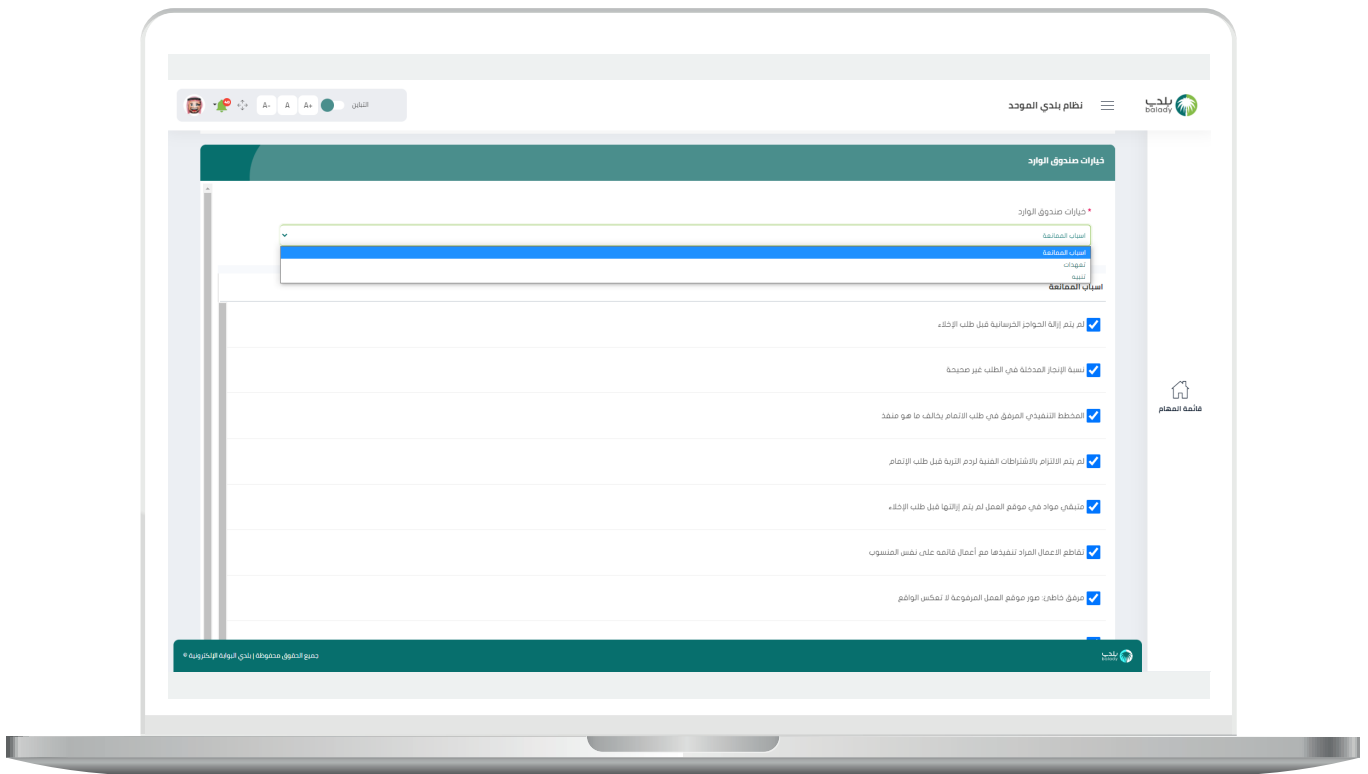 بلدي
balady
نظام بلدي الموحد
التباين
A+ A A-
خيارات صندوق الوارد
* خيارات صندوق الوارد
اسباب الممانعة
اسباب الممانعة
تعهدات
تنبيه
اسباب الممانعة
لم يتم إزالة الحواجز الخرسانية قبل طلب الإخلاء
نسبة الإنجاز المدخلة في الطلب غير صحيحة
المخطط التنفيذي المرفق في طلب الاتمام يخالف ما هو منفذ
لم يتم الالتزام بالاشتراطات الفنية لردم التربة قبل طلب الإتمام
متبقي مواد في موقع العمل لم يتم إزالتها قبل طلب الإخلاء
تقاطع الاعمال المراد تنفيذها مع أعمال قائمه على نفس المنسوب
مرفق خاطئ: صور موقع العمل المرفوعة لا تعكس الواقع
قائمة المهام
بلدي
balady
جميع الحقوق محفوظة | بلدي البوابة الإلكترونية ©